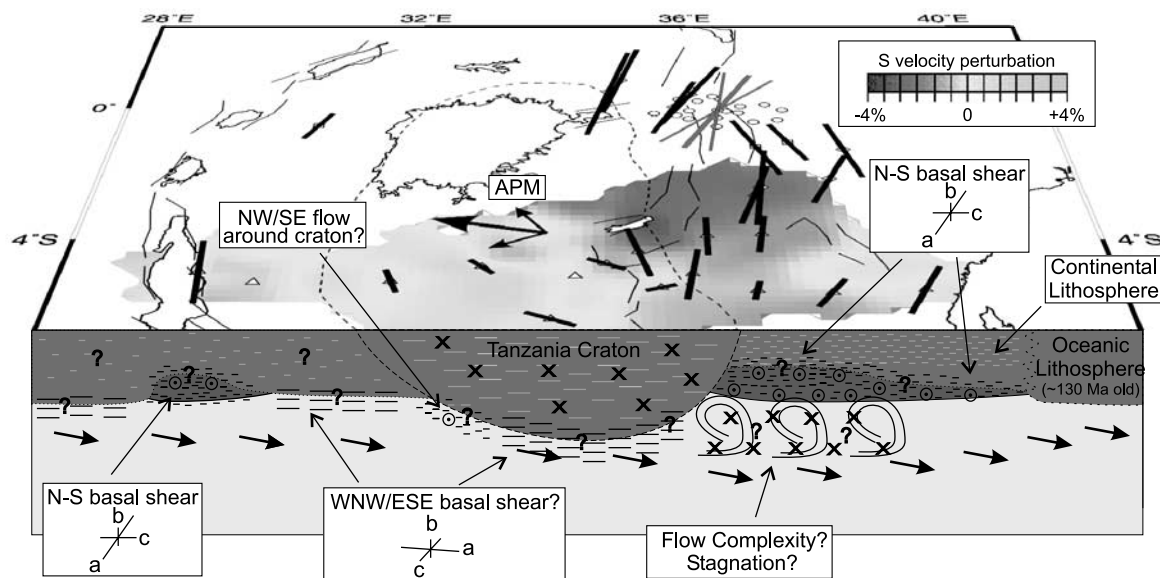 28°E 32°E 36°E 40°E
S velocity perturbation
-4% 0 +4%
0°
N-S basal shear
b
c
a
APM
NW/SE flow
around craton?
4°S
4°S
Continental
Lithosphere
Tanzania Craton
Oceanic
Lithosphere
(~130 Ma old)
? ? ? ? ? ? ? ? ? ? ? ? ?
X X X X X X X X X
X X X X X X X X
N-S basal shear
b
c
a
WNW/ESE basal shear?
b
a
c
Flow Complexity?
Stagnation?